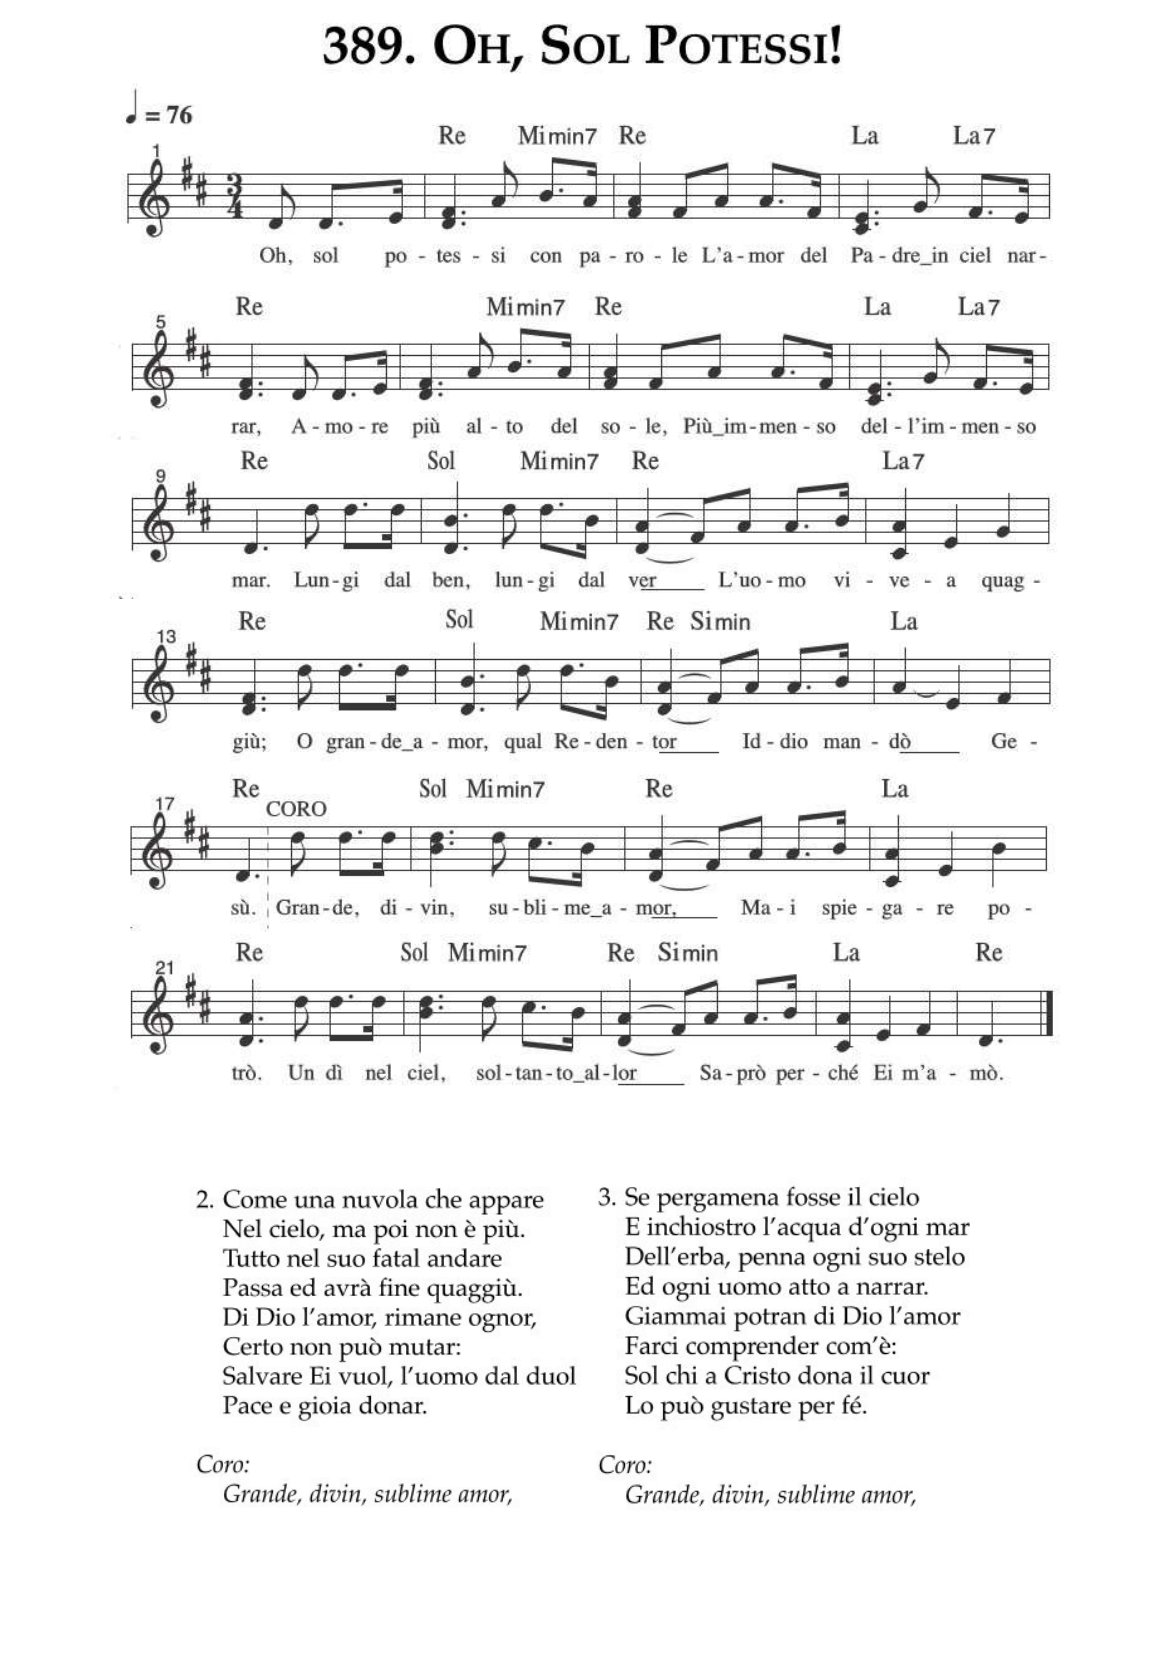 389. OH, SOL POTESSI!
♩ = 76
Re Mimin7 Re La La7
1
3
4
Oh, sol po - tes - si con pa - ro - le L'a - mor del Pa - dre_in ciel nar -
Re Mimin7 Re La La7
5
rar, A - mo - re più al - to del so - le, Più_im - men - so del - l'im - men - so
Re Sol Mimin7 Re La7
9
mar. Lun - gi dal ben, lun - gi dal ver____ L'uo - mo vi - ve - a quag -
Re Sol Mimin7 Re Simin La
13
giù; O gran - de_a - mor, qual Re - den - tor____ Id - dio man - dò____ Ge -
Re Sol Mimin7 Re La
17 CORO
sù. Gran - de, di - vin, su - bli - me_a - mor,____ Ma - i spie - ga - re po -
Re Sol Mimin7 Re Simin La Re
21
trò. Un dì nel ciel, sol - tan - to_al - lor____ Sa - prò per - ché Ei m'a - mò.
2. Come una nuvola che appare
Nel cielo, ma poi non è più.
Tutto nel suo fatal andare
Passa ed avrà fine quaggiù.
Di Dio l'amor, rimane ognor,
Certo non può mutar:
Salvare Ei vuol, l'uomo dal duol
Pace e gioia donar.
Coro:
Grande, divin, sublime amor,
3. Se pergamena fosse il cielo
E inchiostro l'acqua d'ogni mar
Dell'erba, penna ogni suo stelo
Ed ogni uomo atto a narrar.
Giammai potran di Dio l'amor
Farci comprender com'è:
Sol chi a Cristo dona il cuor
Lo può gustare per fé.
Coro:
Grande, divin, sublime amor,